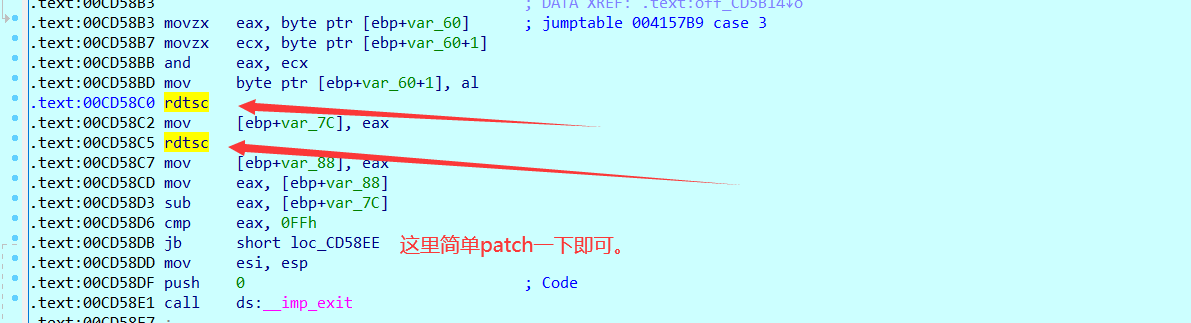 .text:00CD58B3 ; DATA XREF: .text:off_CD5B14↓o
.text:00CD58B3 movzx eax, byte ptr [ebp+var_60] ; jumptable 004157B9 case 3
.text:00CD58B7 movzx ecx, byte ptr [ebp+var_60+1]
.text:00CD58BB and eax, ecx
.text:00CD58BD mov byte ptr [ebp+var_60+1], al
.text:00CD58C0 rdtsc
.text:00CD58C2 mov [ebp+var_7C], eax
.text:00CD58C5 rdtsc
.text:00CD58C7 mov [ebp+var_88], eax
.text:00CD58CD mov eax, [ebp+var_88]
.text:00CD58D3 sub eax, [ebp+var_7C]
.text:00CD58D6 cmp eax, 0FFh
.text:00CD58DB jb short loc_CD58EE 这里简单patch一下即可。
.text:00CD58DD mov esi, esp
.text:00CD58DF push 0 ; Code
.text:00CD58E1 call ds:__imp_exit
.text:00CD58E7 ;